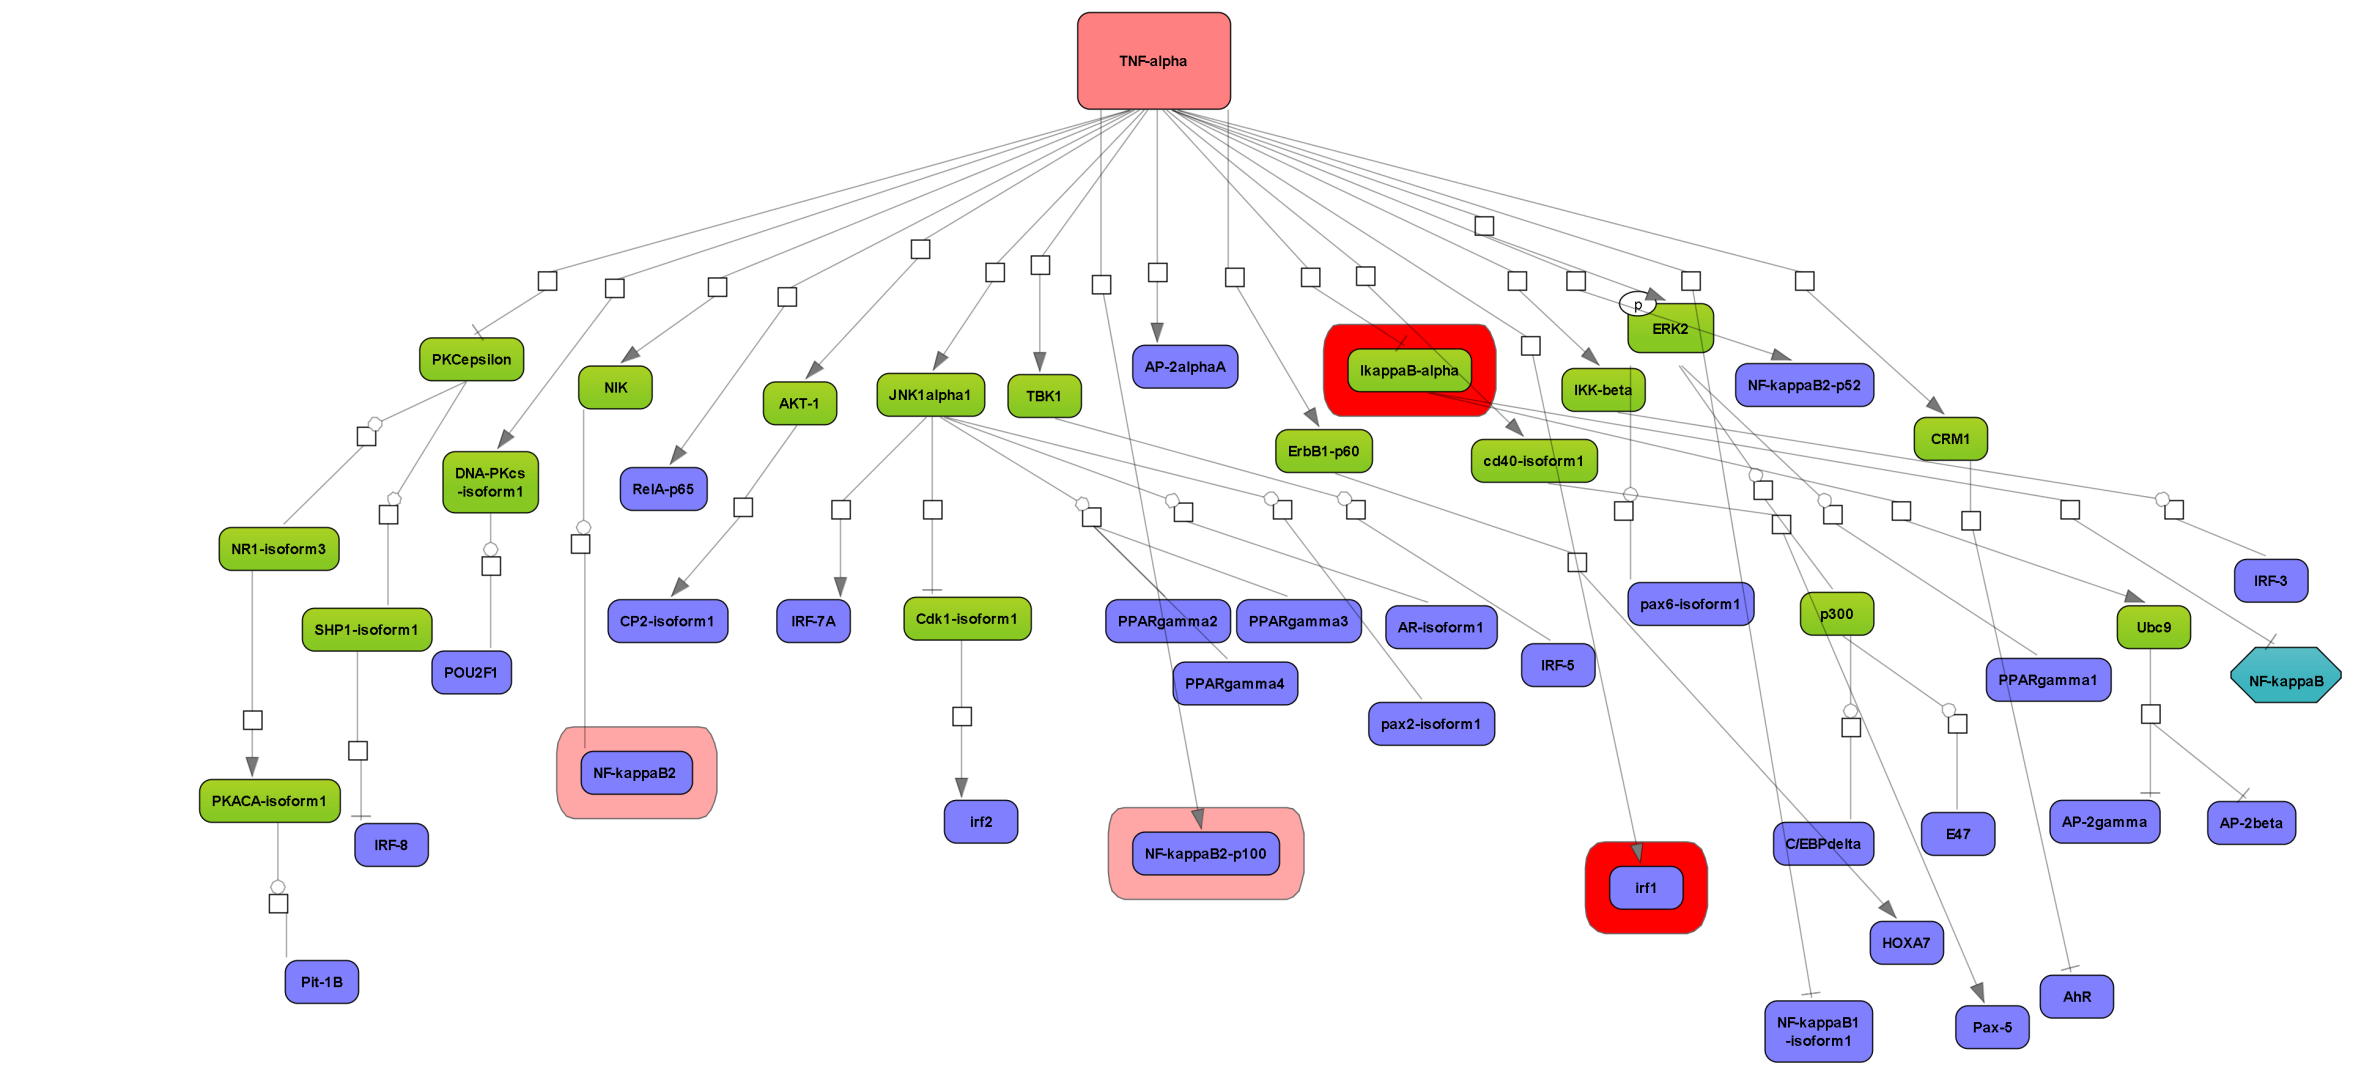 TNF-alpha
p
ERK2
PKCepsilon
NIK
AKT-1
JNK1alpha1
TBK1
AP-2alphaA
IkappaB-alpha
IKK-beta
NF-kappaB2-p52
CRM1
ErbB1-p60
cd40-isoform1
DNA-PKcs
-isoform1
RelA-p65
NR1-isoform3
IRF-3
SHP1-isoform1
CP2-isoform1
IRF-7A
Cdk1-isoform1
PPARgamma2
PPARgamma3
AR-isoform1
pax6-isoform1
p300
Ubc9
POU2F1
PPARgamma4
IRF-5
PPARgamma1
NF-kappaB
pax2-isoform1
NF-kappaB2
PKACA-isoform1
irf2
AP-2gamma
AP-2beta
IRF-8
NF-kappaB2-p100
C/EBPdelta
E47
irf1
HOXA7
Pit-1B
AhR
NF-kappaB1
-isoform1
Pax-5